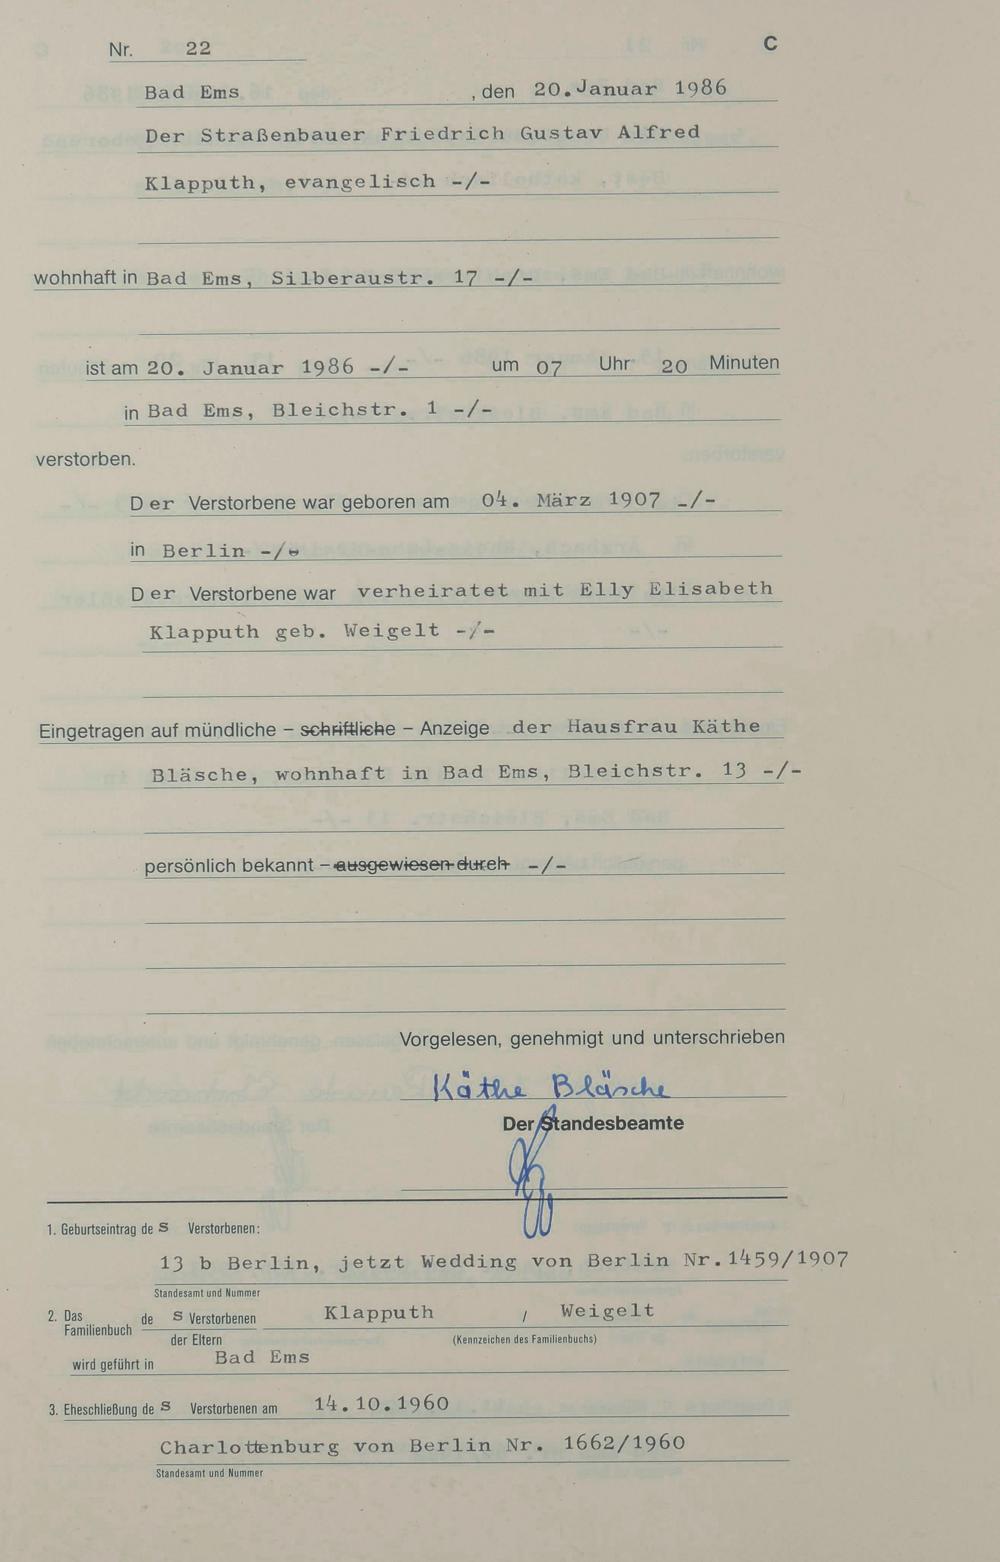 Nr. 22 C
Bad Ems , den 20.Januar 1986
Der Straßenbauer Friedrich Gustav Alfred
Klapputh, evangelisch -/-
wohnhaft in Bad Ems, Silberaustr. 17 -/-
ist am 20. Januar 1986 -/- um 07 Uhr 20 Minuten
in Bad Ems, Bleichstr. 1 -/-
verstorben.
Der Verstorbene war geboren am 04. März 1907 -/-
in Berlin -/-
Der Verstorbene war verheiratet mit Elly Elisabeth
Klapputh geb. Weigelt -/-
Eingetragen auf mündliche – schriftliche – Anzeige der Hausfrau Käthe
Bläsche, wohnhaft in Bad Ems, Bleichstr. 13 -/-
persönlich bekannt – ausgewiesen durch -/-
Vorgelesen, genehmigt und unterschrieben
Käthe Bläsche
Der Standesbeamte
1. Geburtseintrag des Verstorbenen:
13 b Berlin, jetzt Wedding von Berlin Nr.1459/1907
Standesamt und Nummer
2. Das Familienbuch des Verstorbenen Klapputh / Weigelt
der Eltern (Kennzeichen des Familienbuchs)
wird geführt in Bad Ems
3. Eheschließung des Verstorbenen am 14.10.1960
Charlottenburg von Berlin Nr. 1662/1960
Standesamt und Nummer